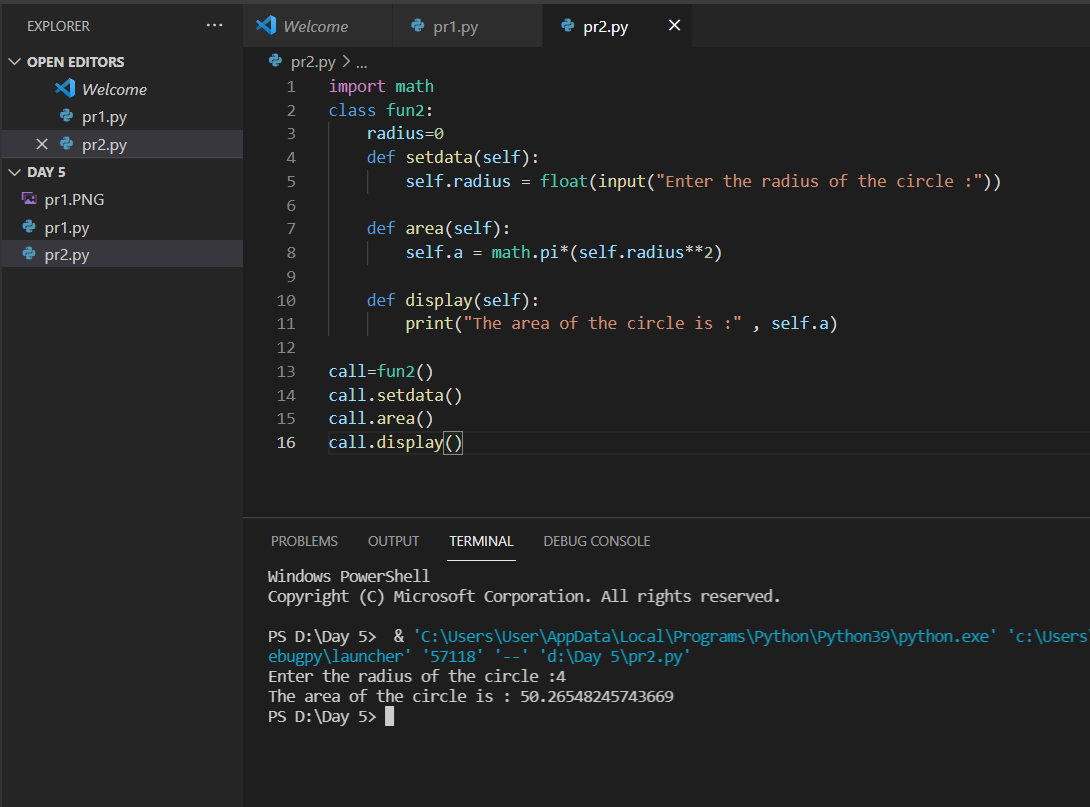 EXPLORER ...
OPEN EDITORS
Welcome
pr1.py
pr2.py
DAY 5
pr1.PNG
pr1.py
pr2.py
Welcome pr1.py pr2.py
pr2.py > ...
1 import math
2 class fun2:
3     radius=0
4     def setdata(self):
5         self.radius = float(input("Enter the radius of the circle :"))
6
7     def area(self):
8         self.a = math.pi*(self.radius**2)
9
10     def display(self):
11         print("The area of the circle is :" , self.a)
12
13 call=fun2()
14 call.setdata()
15 call.area()
16 call.display()
PROBLEMS OUTPUT TERMINAL DEBUG CONSOLE
Windows PowerShell
Copyright (C) Microsoft Corporation. All rights reserved.
PS D:\Day 5>  & 'C:\Users\User\AppData\Local\Programs\Python\Python39\python.exe' 'c:\Users
ebugpy\launcher' '57118' '--' 'd:\Day 5\pr2.py'
Enter the radius of the circle :4
The area of the circle is : 50.26548245743669
PS D:\Day 5>